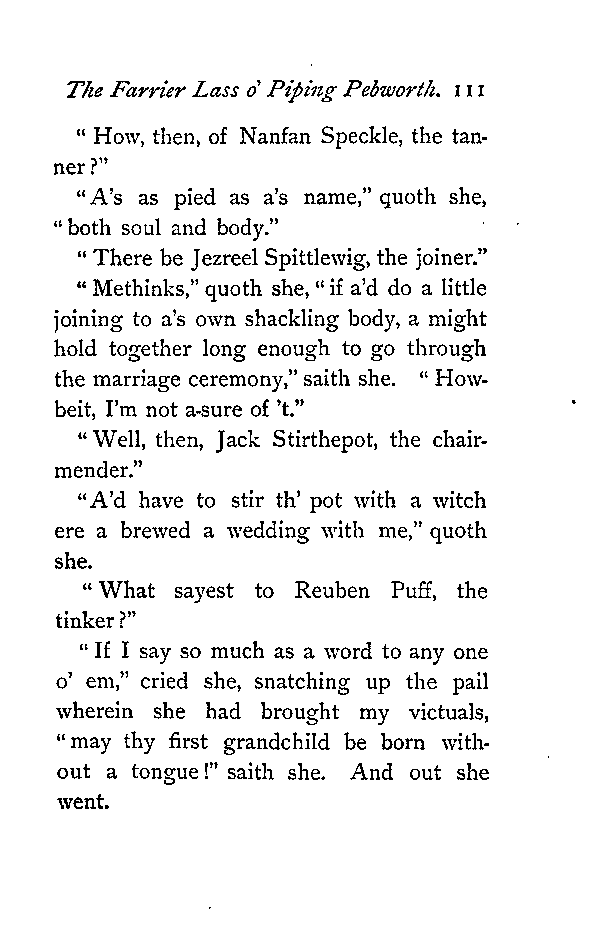 The Farrier Lass o' Piping Pebworth. 111
" How, then, of Nanfan Speckle, the tan-
ner?"
"A's as pied as a's name," quoth she,
"both soul and body."
" There be Jezreel Spittlewig, the joiner."
" Methinks," quoth she, " if a'd do a little
joining to a's own shackling body, a might
hold together long enough to go through
the marriage ceremony," saith she. " How-
beit, I'm not a-sure of 't."
" Well, then, Jack Stirthepot, the chair-
mender."
"A'd have to stir th' pot with a witch
ere a brewed a wedding with me," quoth
she.
" What sayest to Reuben Puff, the
tinker?"
" If I say so much as a word to any one
o' em," cried she, snatching up the pail
wherein she had brought my victuals,
"may thy first grandchild be born with-
out a tongue!" saith she. And out she
went.